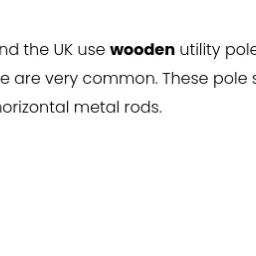 nd the UK use wooden utility pole
e are very common. These pole s
horizontal metal rods.